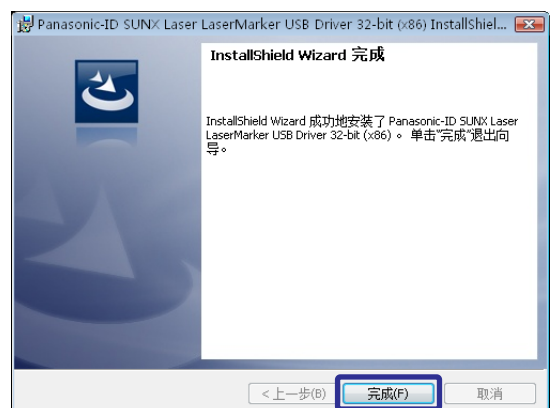 Panasonic-ID SUNX Laser LaserMarker USB Driver 32-bit (x86) InstallShiel...
InstallShield Wizard 完成
InstallShield Wizard 成功地安装了 Panasonic-ID SUNX Laser
LaserMarker USB Driver 32-bit (x86) 。 单击"完成"退出向
导。
< 上一步(B) 完成(F) 取消